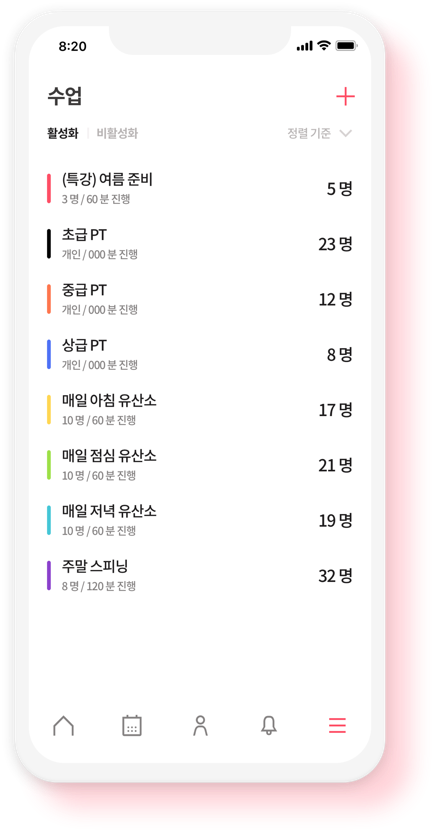 8:20
수업
활성화 | 비활성화 정렬 기준
(특강) 여름 준비
3 명 / 60 분 진행
5 명
초급 PT
개인 / 000 분 진행
23 명
중급 PT
개인 / 000 분 진행
12 명
상급 PT
개인 / 000 분 진행
8 명
매일 아침 유산소
10 명 / 60 분 진행
17 명
매일 점심 유산소
10 명 / 60 분 진행
21 명
매일 저녁 유산소
10 명 / 60 분 진행
19 명
주말 스피닝
8 명 / 120 분 진행
32 명